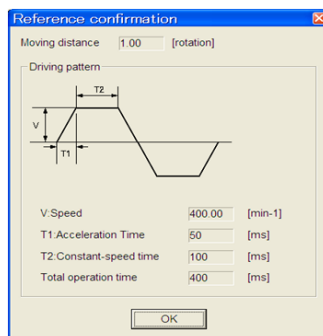 Reference confirmation
Moving distance 1.00 [rotation]
Driving pattern
T2
V
T1
V:Speed 400.00 [min-1]
T1:Acceleration Time 50 [ms]
T2:Constant-speed time 100 [ms]
Total operation time 400 [ms]
OK